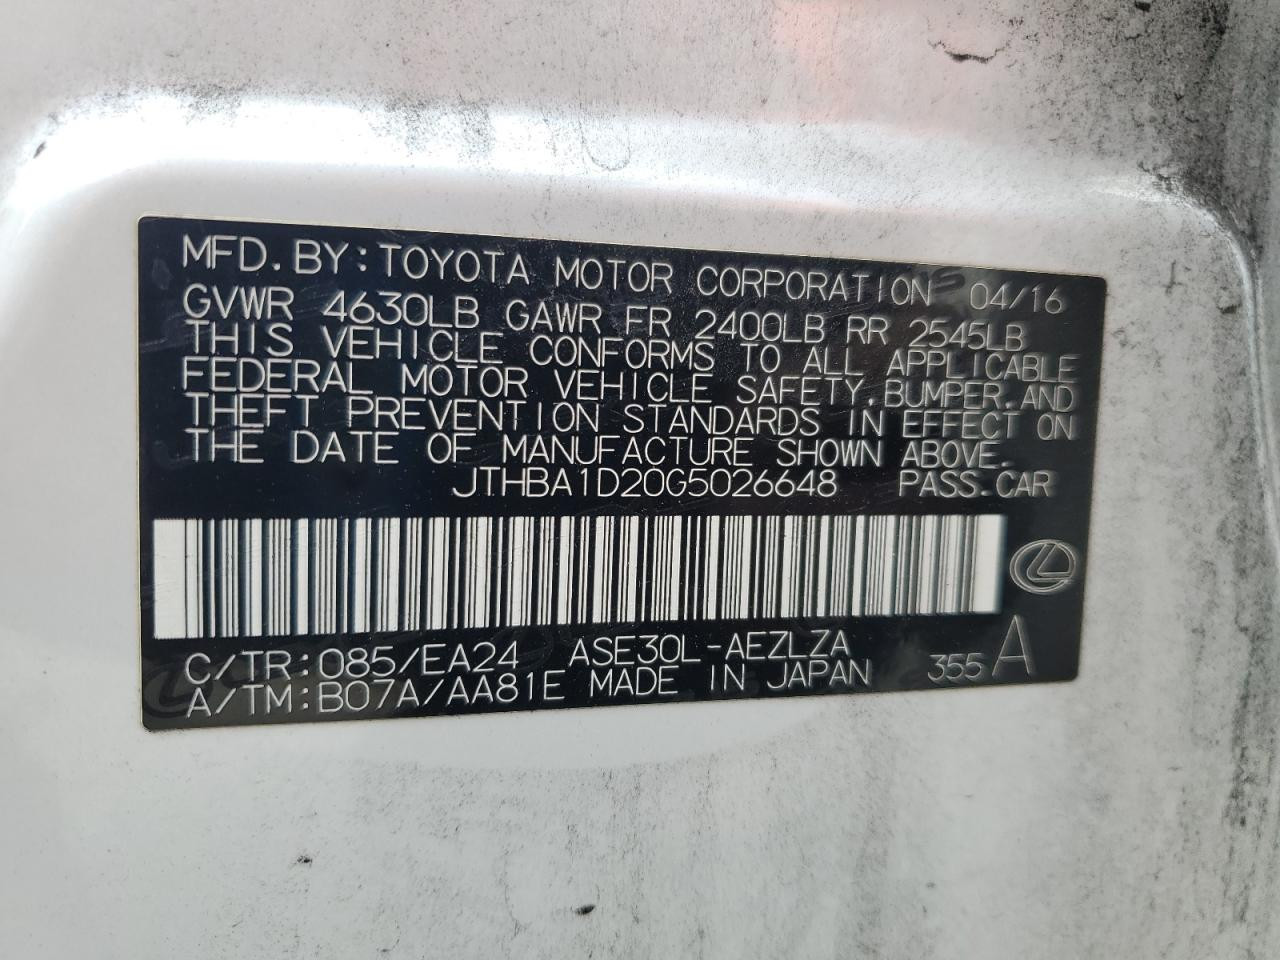 MFD. BY: TOYOTA MOTOR CORPORATION 04/16
GVWR 4630LB GAWR FR 2400LB RR 2545LB
THIS VEHICLE CONFORMS TO ALL APPLICABLE
FEDERAL MOTOR VEHICLE SAFETY, BUMPER, AND
THEFT PREVENTION STANDARDS IN EFFECT ON
THE DATE OF MANUFACTURE SHOWN ABOVE.
JTHBA1D20G5026648 PASS. CAR
C/TR: 085/EA24 ASE30L-AEZLZA 355 A
A/TM: B07A/AA81E MADE IN JAPAN